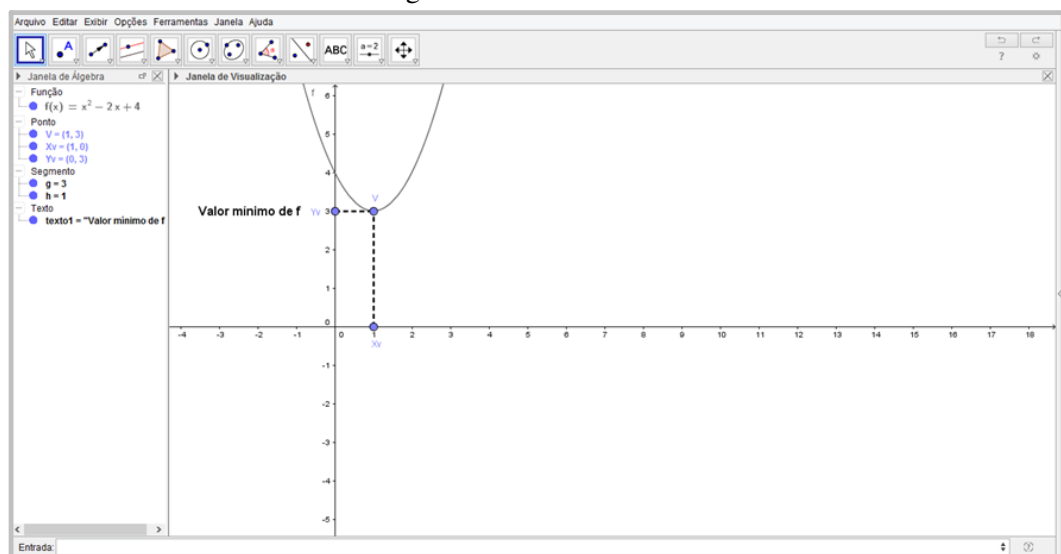 Arquivo Editar Exibir Opções Ferramentas Janela Ajuda
A ABC a=2
?
Janela de Álgebra
Janela de Visualização
Função
f(x) = x² − 2 x + 4
Ponto
V = (1, 3)
Xv = (1, 0)
Yv = (0, 3)
Segmento
g = 3
h = 1
Texto
texto1 = "Valor mínimo de f
f
6
5
4
V
Valor mínimo de f Yv 3
2
1
0
-4 -3 -2 -1 0 1 2 3 4 5 6 7 8 9 10 11 12 13 14 15 16 17 18
Xv
-1
-2
-3
-4
-5
Entrada: